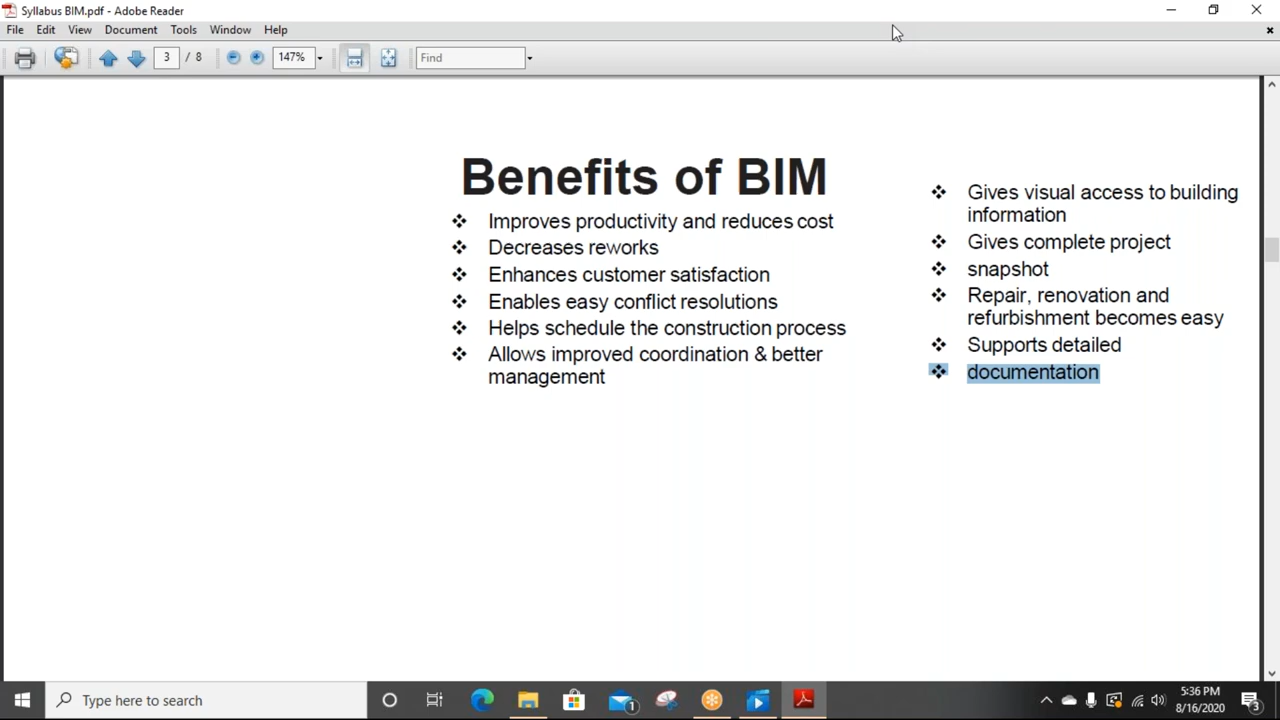 Syllabus BIM.pdf - Adobe Reader
File Edit View Document Tools Window Help
3 / 8 147% Find
Benefits of BIM
❖ Improves productivity and reduces cost
❖ Decreases reworks
❖ Enhances customer satisfaction
❖ Enables easy conflict resolutions
❖ Helps schedule the construction process
❖ Allows improved coordination & better
management
❖ Gives visual access to building
information
❖ Gives complete project
❖ snapshot
❖ Repair, renovation and
refurbishment becomes easy
❖ Supports detailed
❖ documentation
Type here to search
1
5:36 PM
8/16/2020
3